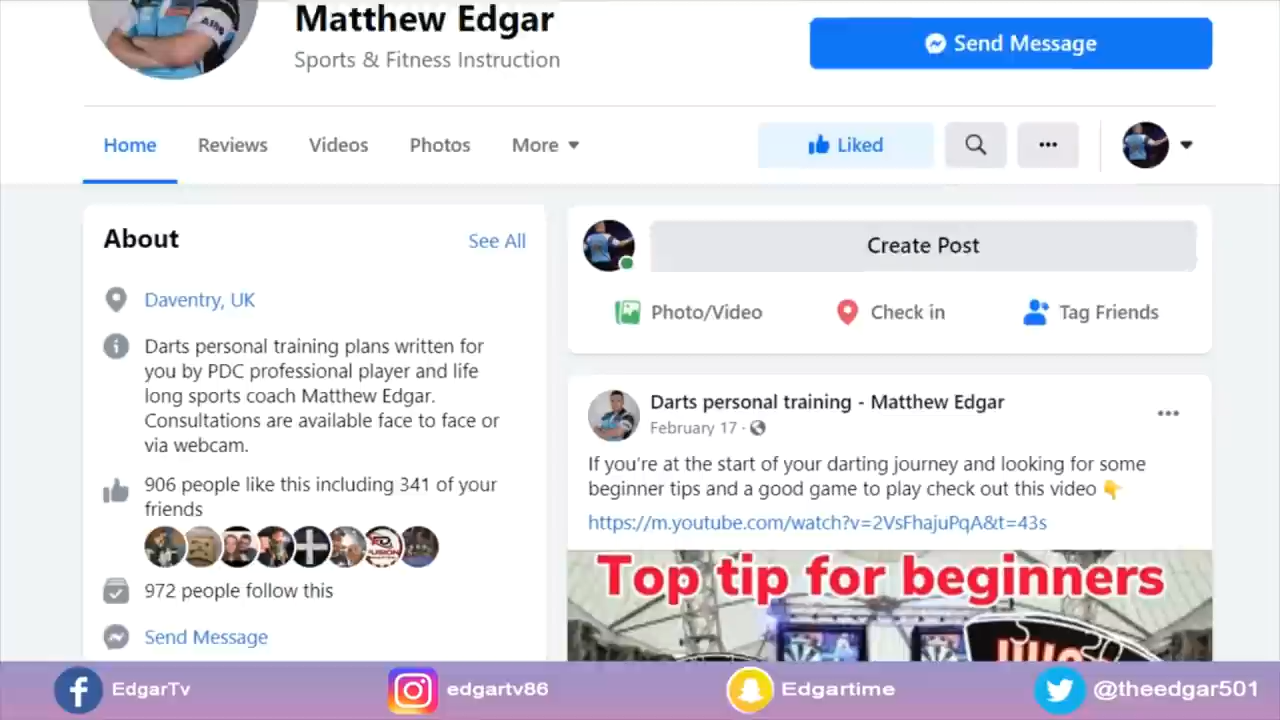 Matthew Edgar
Sports & Fitness Instruction
Send Message
Home
Reviews
Videos
Photos
More
Liked
About
See All
Daventry, UK
Darts personal training plans written for
you by PDC professional player and life
long sports coach Matthew Edgar.
Consultations are available face to face or
via webcam.
906 people like this including 341 of your
friends
972 people follow this
Send Message
Create Post
Photo/Video
Check in
Tag Friends
Darts personal training - Matthew Edgar
February 17 ·
If you're at the start of your darting journey and looking for some
beginner tips and a good game to play check out this video 👇
https://m.youtube.com/watch?v=2VsFhajuPqA&t=43s
Top tip for beginners
EdgarTv
edgartv86
Edgartime
@theedgar501